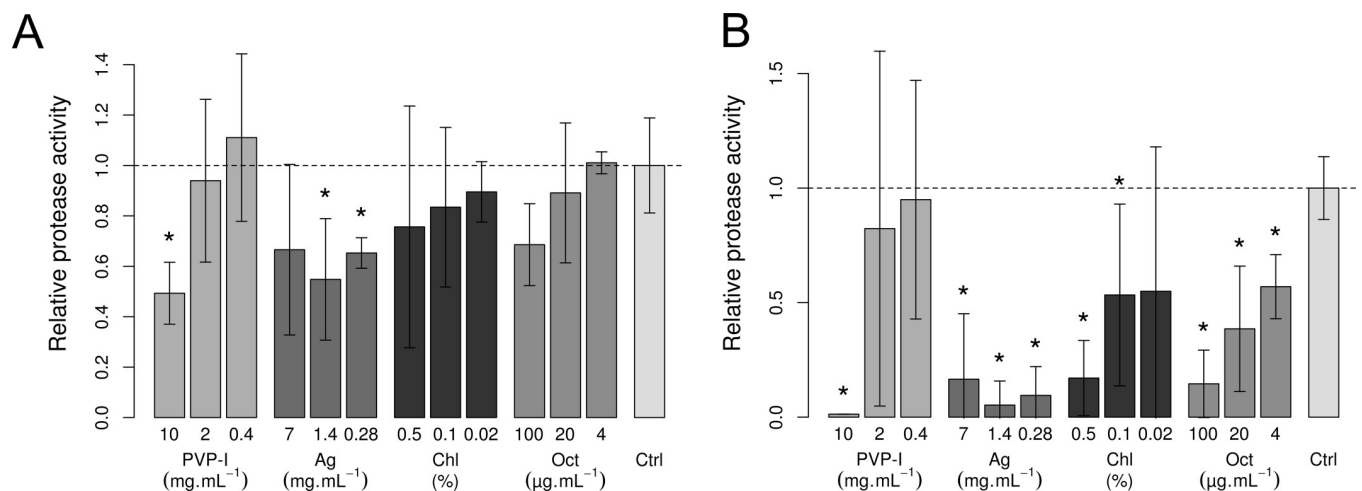 A
Relative protease activity
1.4
1.2
1.0
0.8
0.6
0.4
0.2
0.0
* * *
10 2 0.4 7 1.4 0.28 0.5 0.1 0.02 100 20 4
PVP-I Ag Chl Oct Ctrl
(mg.mL⁻¹) (mg.mL⁻¹) (%) (µg.mL⁻¹)
B
Relative protease activity
1.5
1.0
0.5
0.0
* * * * * * * * *
10 2 0.4 7 1.4 0.28 0.5 0.1 0.02 100 20 4
PVP-I Ag Chl Oct Ctrl
(mg.mL⁻¹) (mg.mL⁻¹) (%) (µg.mL⁻¹)